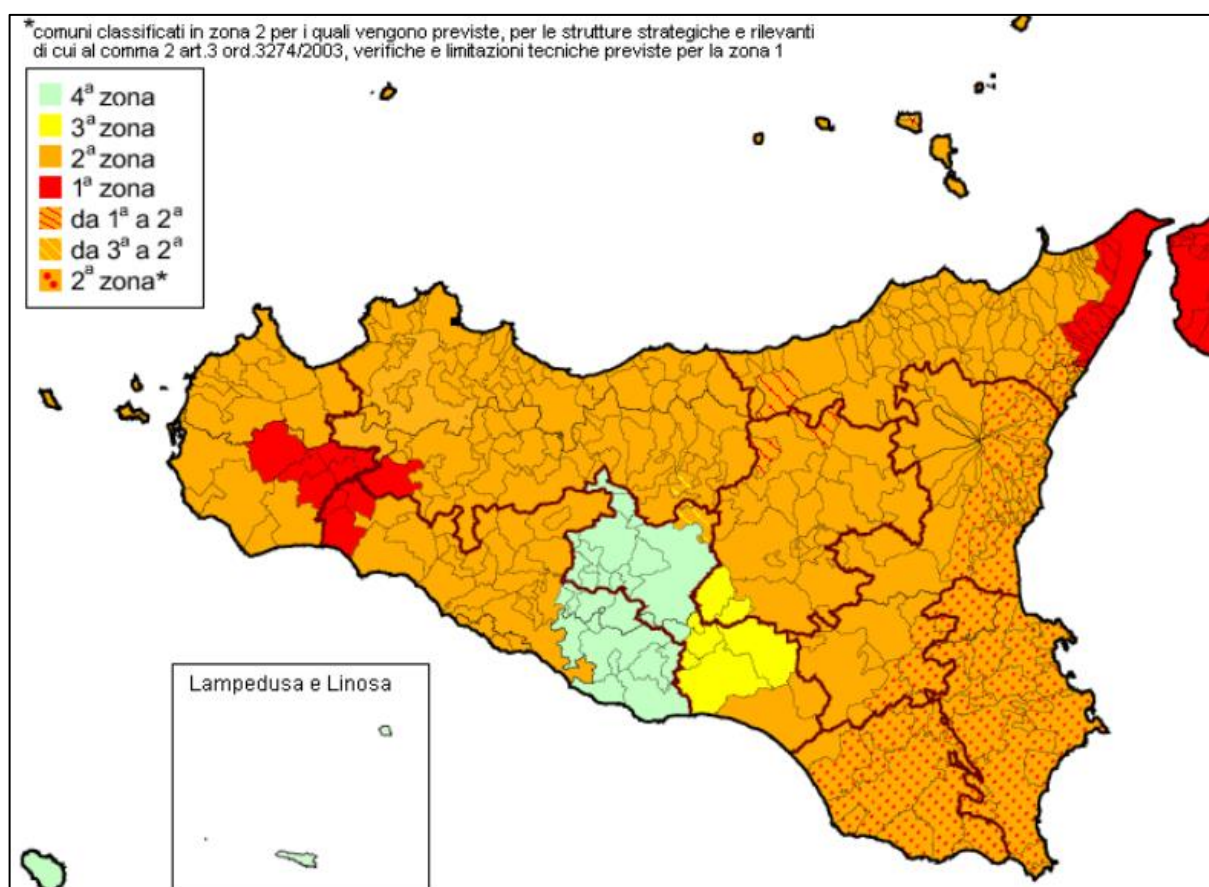 *comuni classificati in zona 2 per i quali vengono previste, per le strutture strategiche e rilevanti
di cui al comma 2 art.3 ord.3274/2003, verifiche e limitazioni tecniche previste per la zona 1
4ª zona
3ª zona
2ª zona
1ª zona
da 1ª a 2ª
da 3ª a 2ª
2ª zona*
Lampedusa e Linosa